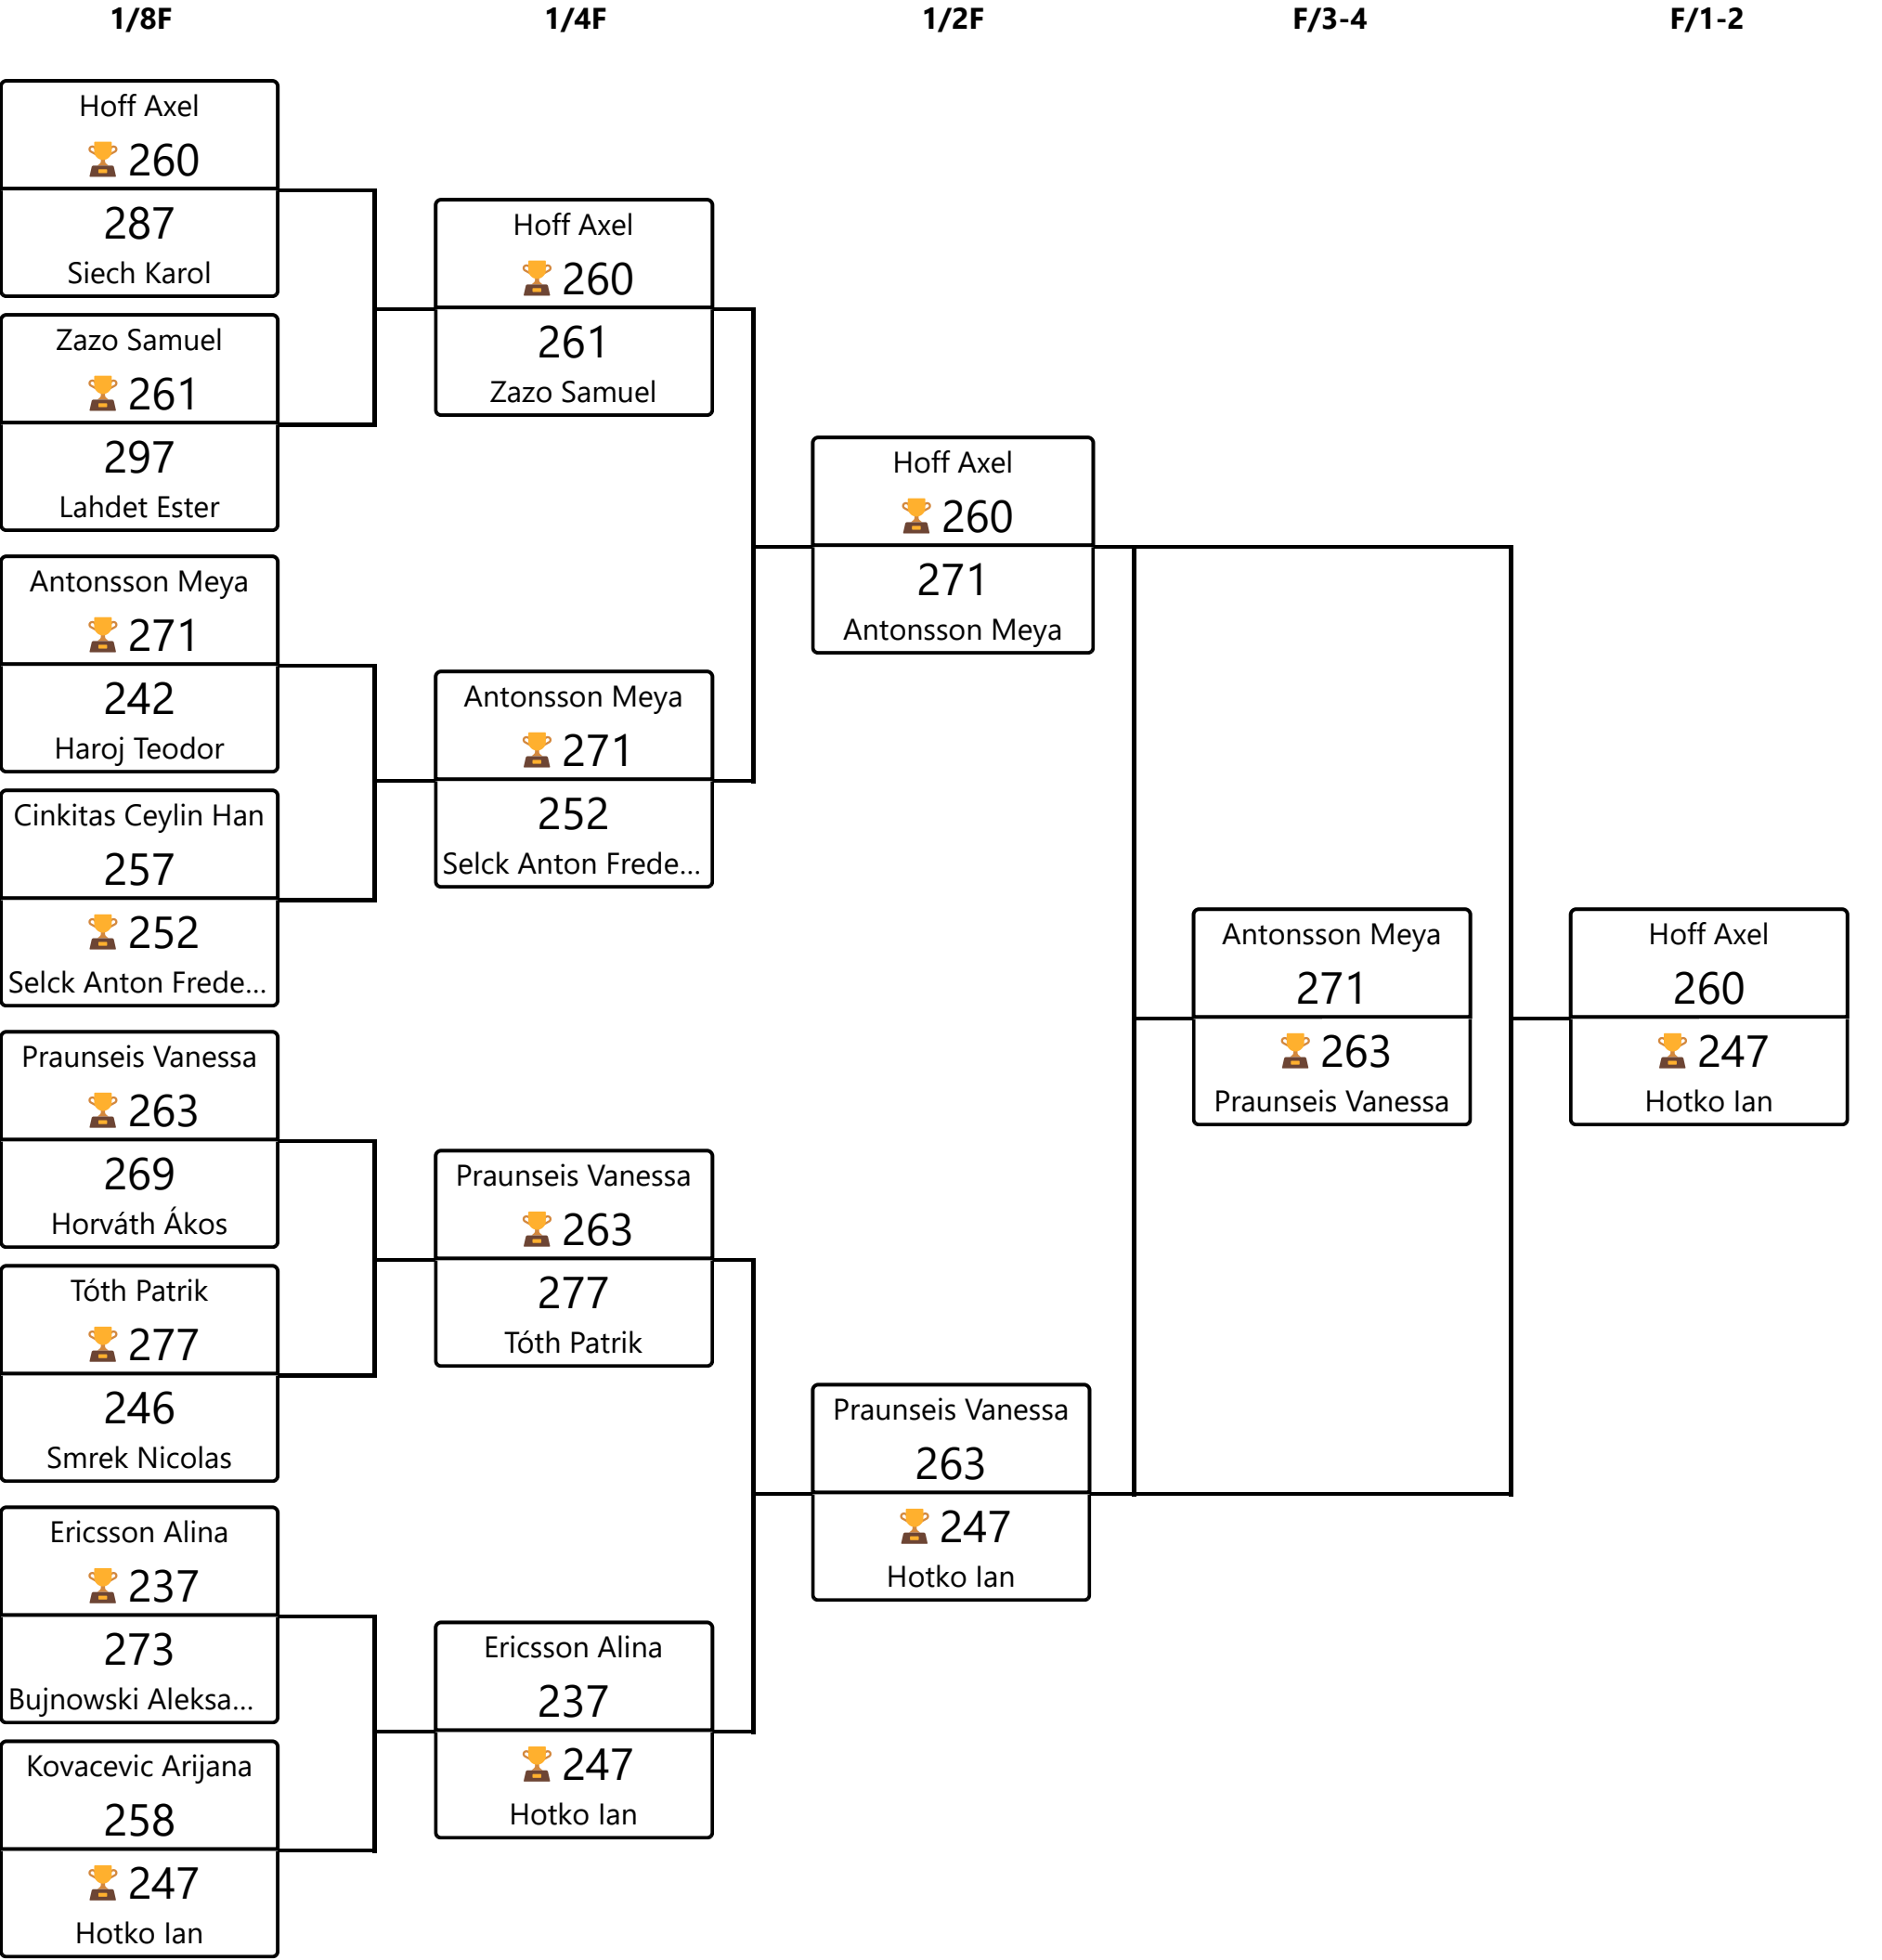 1/8F
1/4F
1/2F
F/3-4
F/1-2
Hoff Axel
260
287
Siech Karol
Zazo Samuel
261
297
Lahdet Ester
Antonsson Meya
271
242
Haroj Teodor
Cinkitas Ceylin Han
257
252
Selck Anton Frede...
Praunseis Vanessa
263
269
Horváth Ákos
Tóth Patrik
277
246
Smrek Nicolas
Ericsson Alina
237
273
Bujnowski Aleksa...
Kovacevic Arijana
258
247
Hotko Ian
Hoff Axel
260
261
Zazo Samuel
Antonsson Meya
271
252
Selck Anton Frede...
Praunseis Vanessa
263
277
Tóth Patrik
Ericsson Alina
237
247
Hotko Ian
Hoff Axel
260
271
Antonsson Meya
Praunseis Vanessa
263
247
Hotko Ian
Antonsson Meya
271
263
Praunseis Vanessa
Hoff Axel
260
247
Hotko Ian